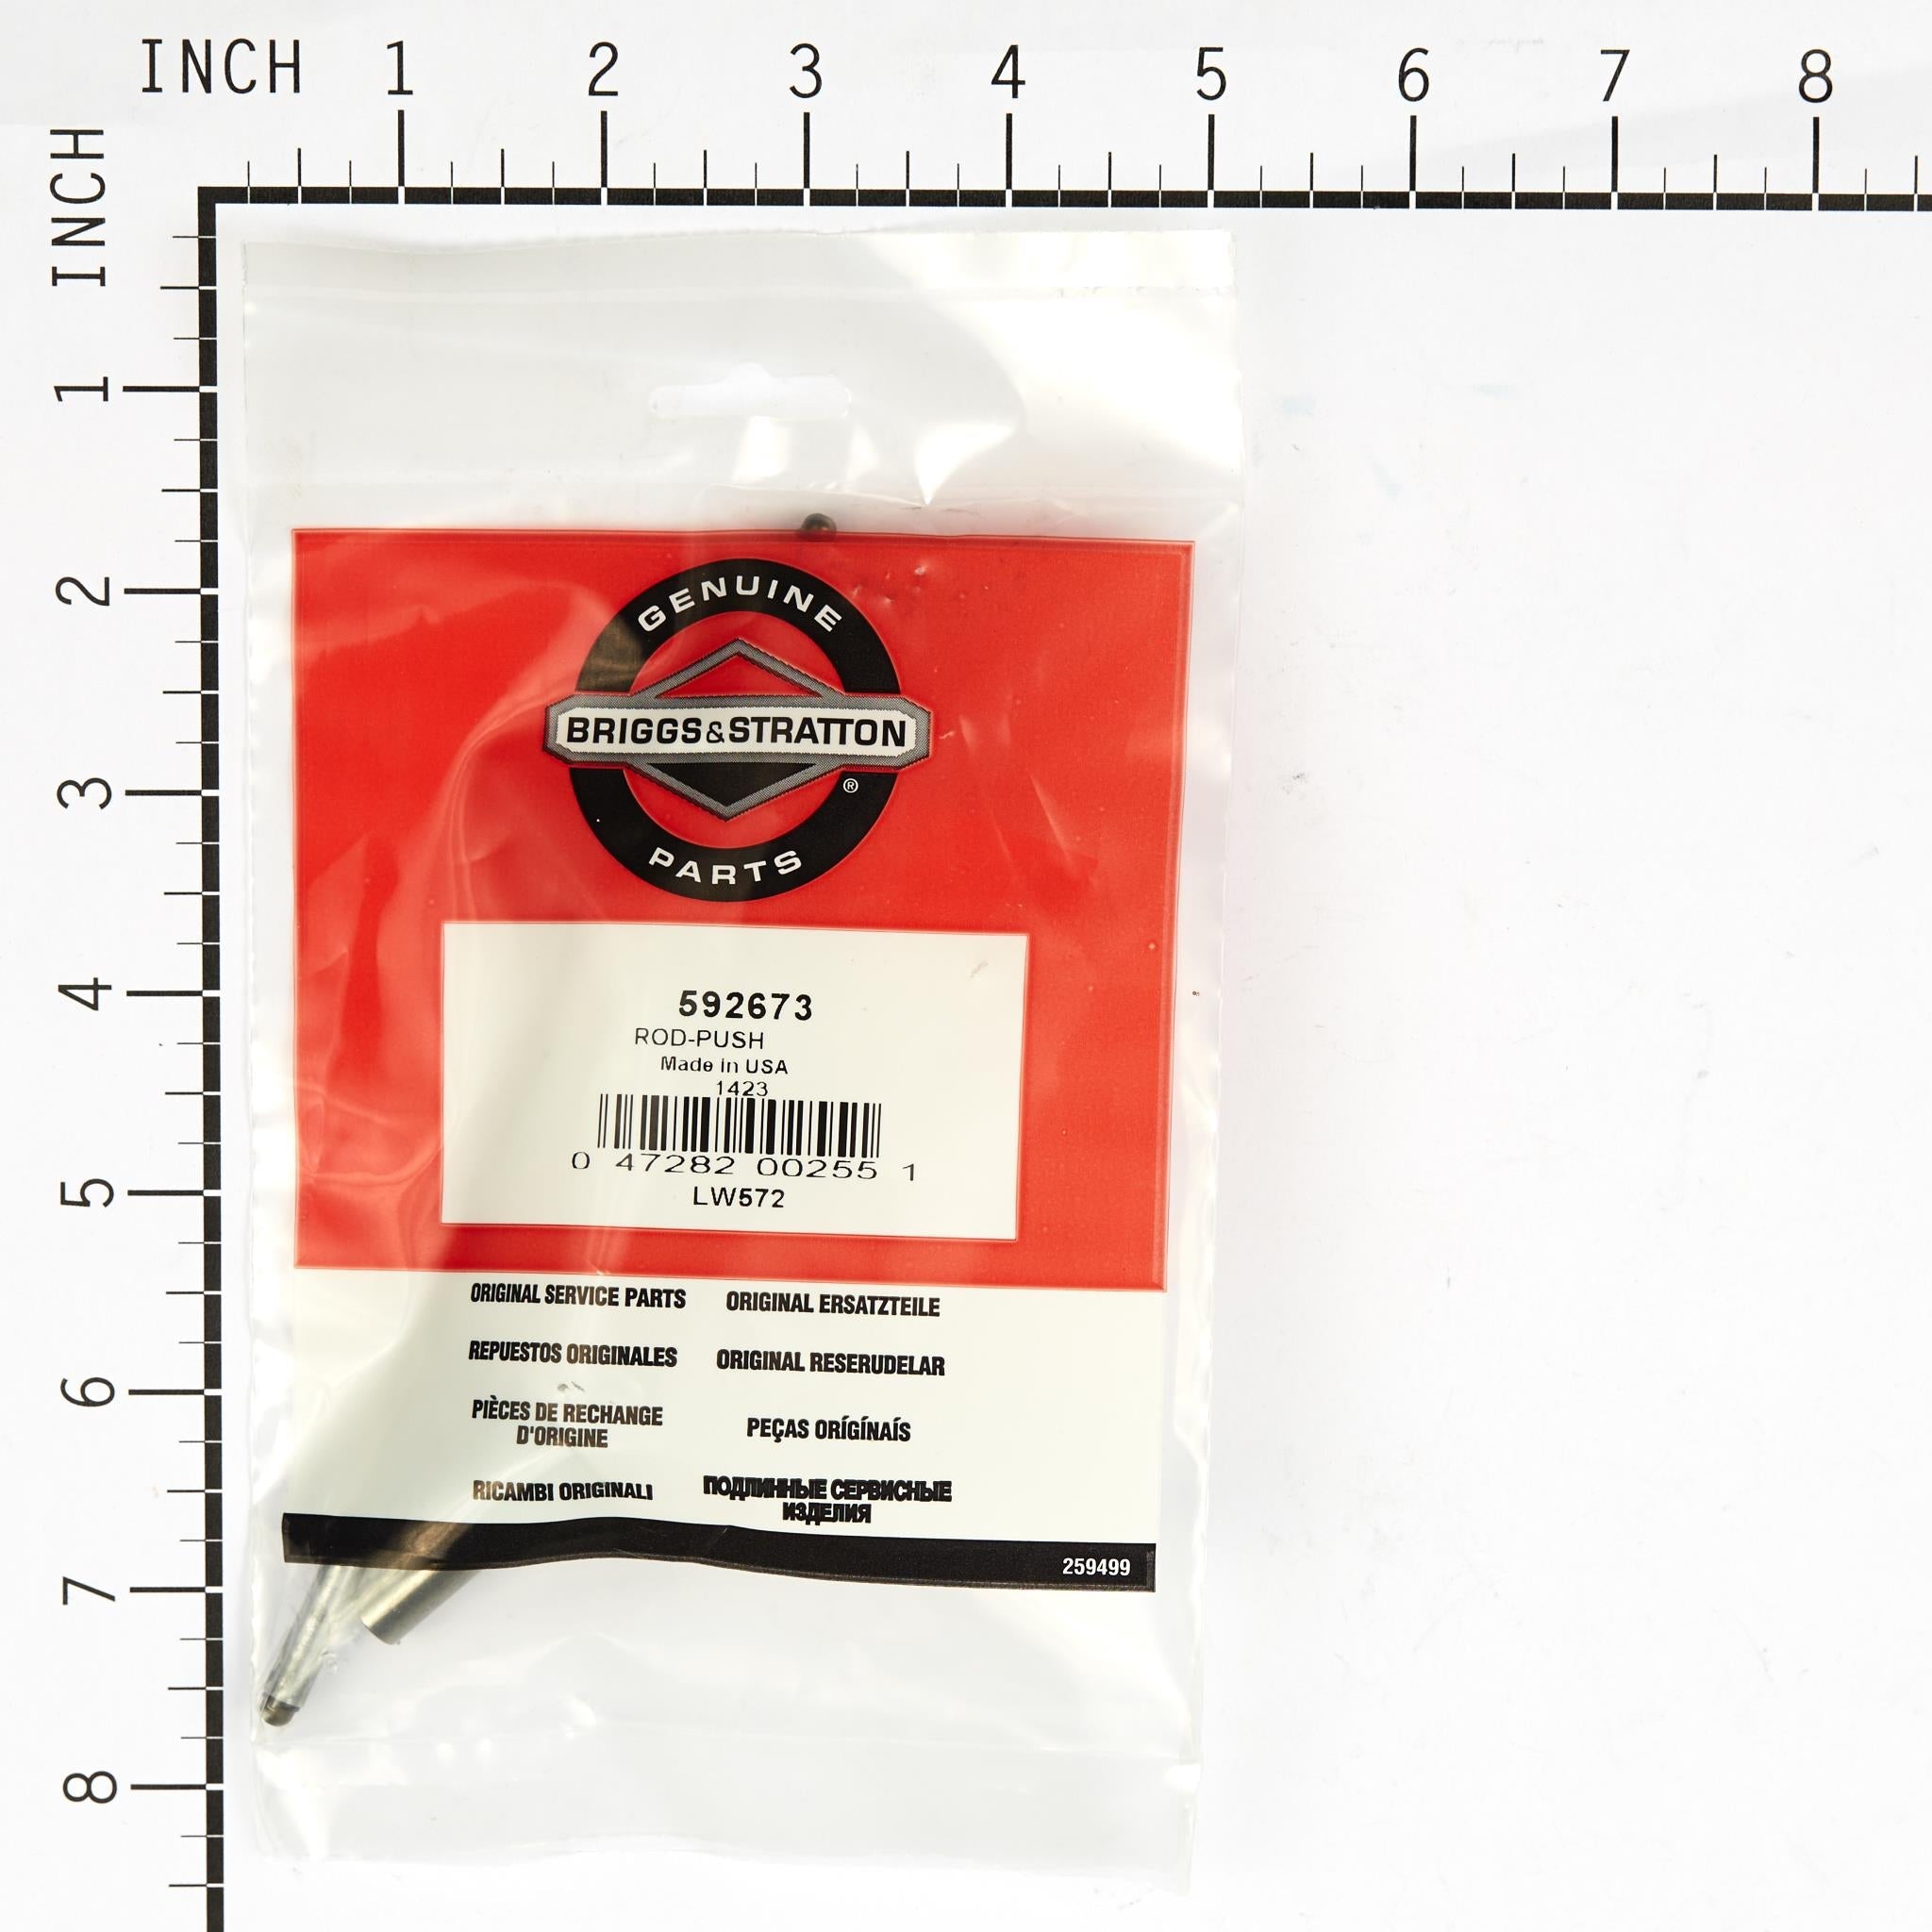 INCH 1 2 3 4 5 6 7 8
INCH
1
2
3
4
5
6
7
8
GENUINE
BRIGGS&STRATTON
®
PARTS
592673
ROD-PUSH
Made in USA
1423
0 47282 00255 1
LW572
ORIGINAL SERVICE PARTS
ORIGINAL ERSATZTEILE
REPUESTOS ORIGINALES
ORIGINAL RESERUDELAR
PIÈCES DE RECHANGE
D'ORIGINE
PEÇAS ORÍGÍNAÍS
RICAMBI ORIGINALI
ПОДЛИННЫЕ СЕРВИСНЫЕ
ИЗДЕЛИЯ
259499